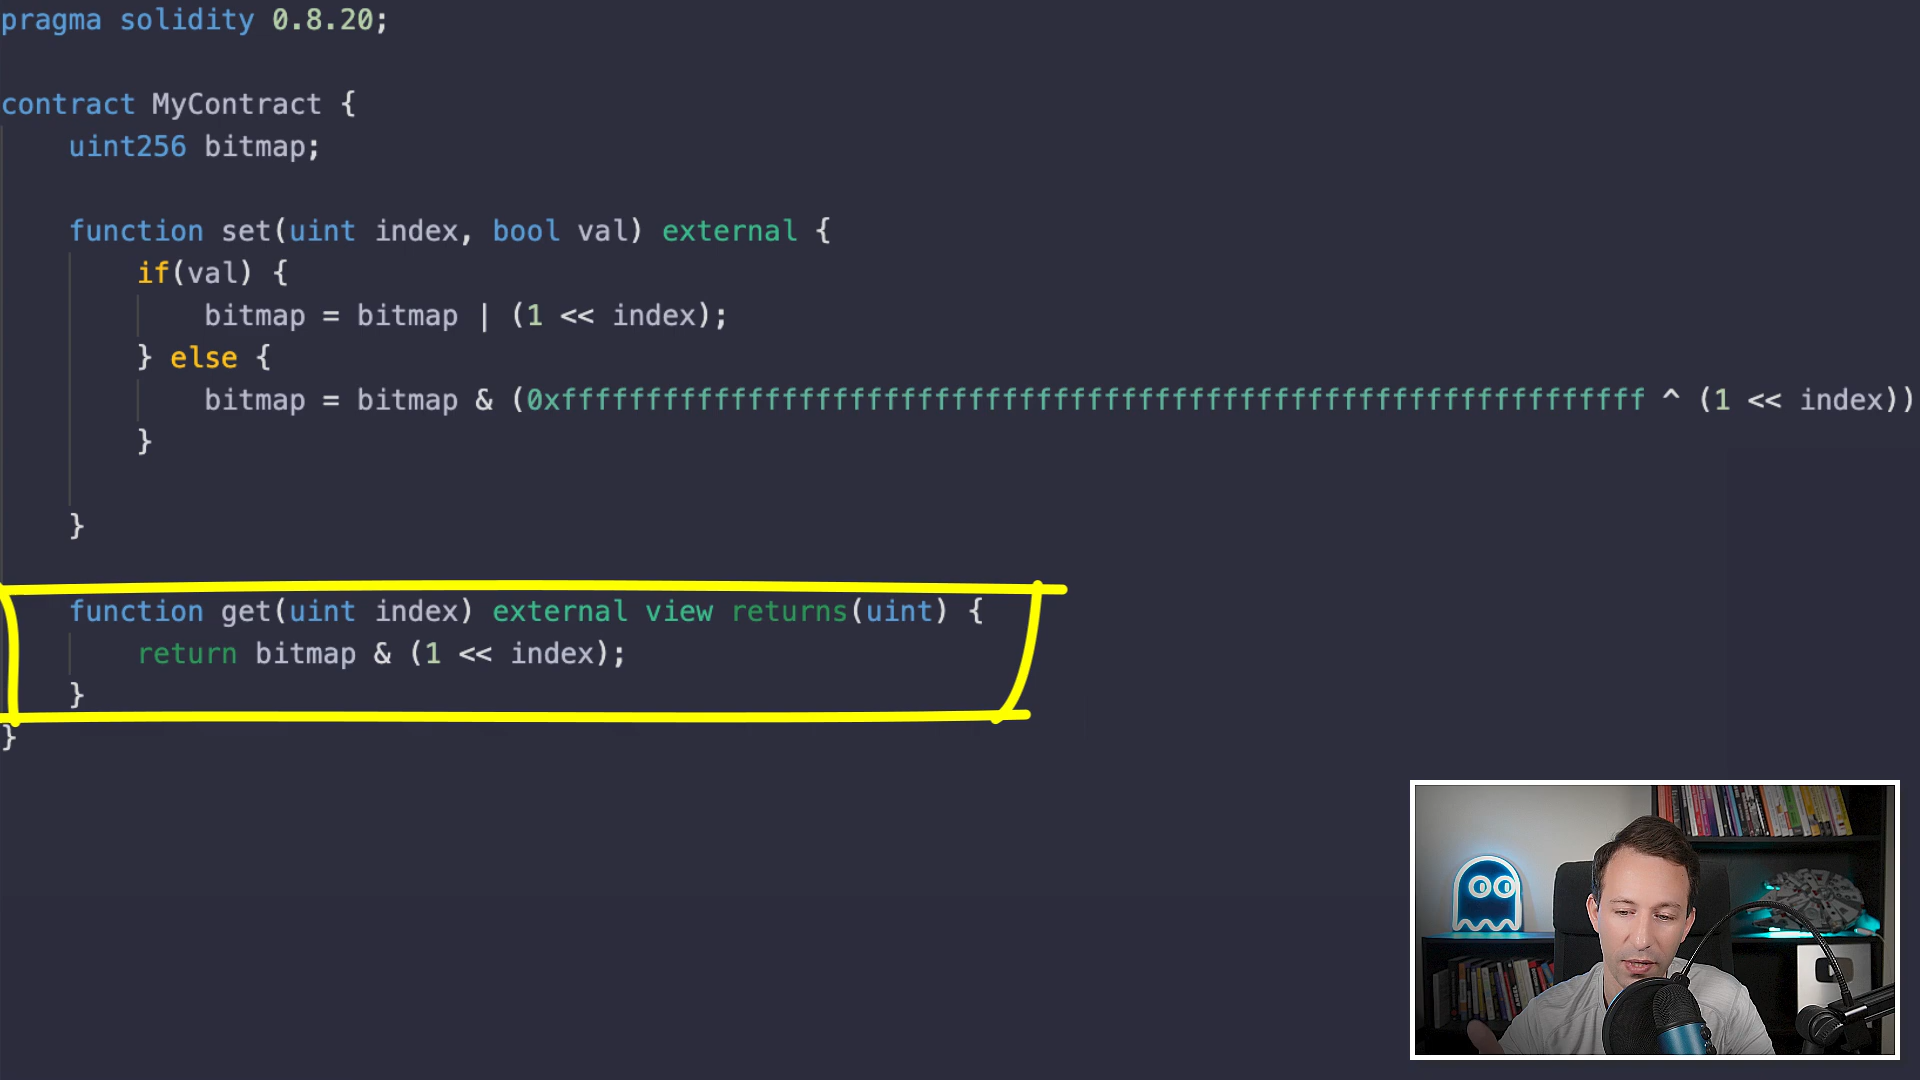 pragma solidity 0.8.20;
contract MyContract {
uint256 bitmap;
function set(uint index, bool val) external {
if(val) {
bitmap = bitmap | (1 << index);
} else {
bitmap = bitmap & (0xffffffffffffffffffffffffffffffffffffffffffffffffffffffffffffffff ^ (1 << index))
}
}
function get(uint index) external view returns(uint) {
return bitmap & (1 << index);
}
}